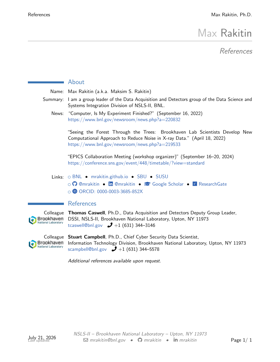 References
Max Rakitin, Ph.D.
Max Rakitin
References
About
Name: Max Rakitin (a.k.a. Maksim S. Rakitin)
Summary: I am a group leader of the Data Acquisition and Detectors group of the Data Science and
Systems Integration Division of NSLS-II, BNL.
News: "Computer, Is My Experiment Finished?" (September 16, 2022)
https://www.bnl.gov/newsroom/news.php?a=220832
"Seeing the Forest Through the Trees: Brookhaven Lab Scientists Develop New
Computational Approach to Reduce Noise in X-ray Data." (April 18, 2022)
https://www.bnl.gov/newsroom/news.php?a=219533
"EPICS Collaboration Meeting (workshop organizer)" (September 16–20, 2024)
https://conference.sns.gov/event/448/timetable/?view=standard
Links: BNL • mrakitin.github.io • SBU • SUSU
@mrakitin • @mrakitin • Google Scholar • ResearchGate
ORCID: 0000-0003-3685-852X
References
Colleague Thomas Caswell, Ph.D., Data Acquisition and Detectors Deputy Group Leader,
DSSI, NSLS-II, Brookhaven National Laboratory, Upton, NY 11973
tcaswell@bnl.gov +1 (631) 344–3146
Brookhaven
National Laboratory
Colleague Stuart Campbell, Ph.D., Chief Cyber Security Data Scientist,
Information Technology Division, Brookhaven National Laboratory, Upton, NY 11973
scampbell@bnl.gov +1 (631) 344–5578
Brookhaven
National Laboratory
Additional references available upon request.
July 21, 2026
NSLS-II — Brookhaven National Laboratory — Upton, NY 11973
mrakitin@bnl.gov • mrakitin • mrakitin
Page 1/ 1